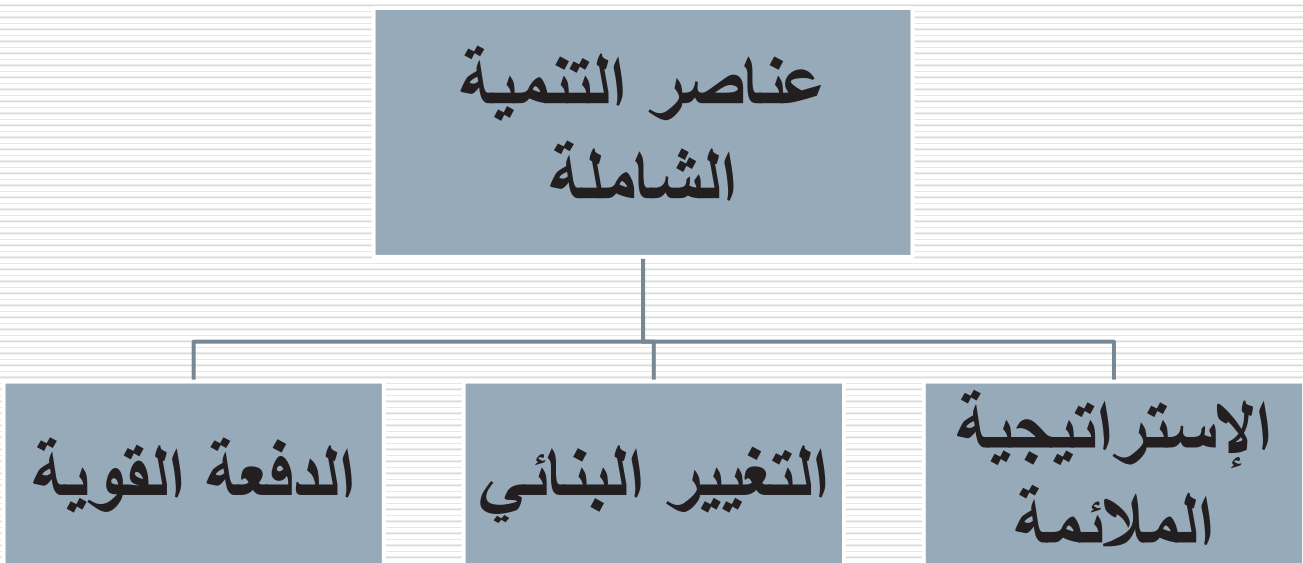 عناصر التنمية
الشاملة
الإستراتيجية
الملائمة
التغيير البنائي
الدفعة القوية